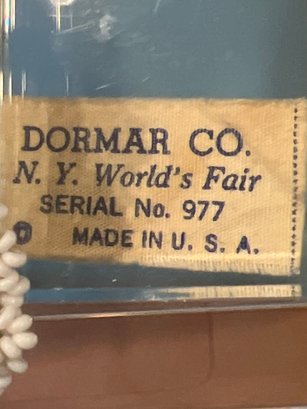 DORMAR CO.
N. Y. World's Fair
SERIAL No. 977
MADE IN U. S. A.